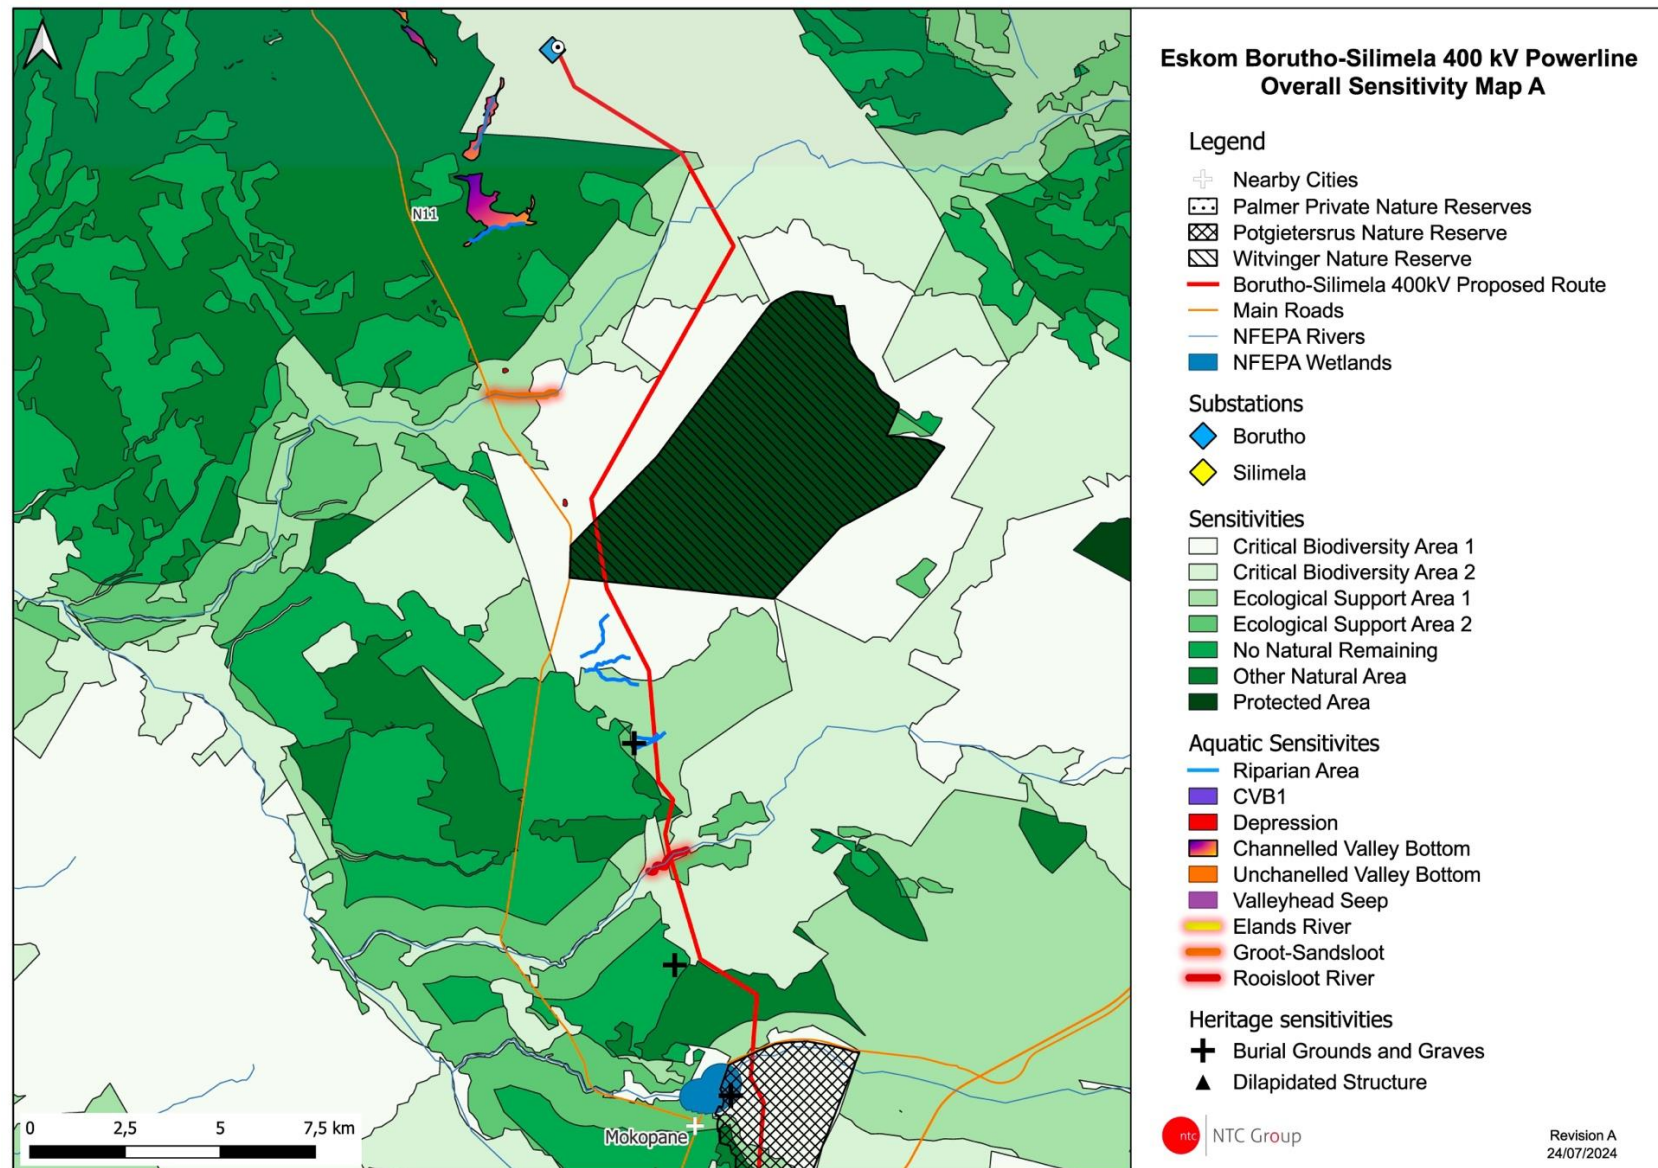 Eskom Borutho-Silimela 400 kV Powerline
Overall Sensitivity Map A
Legend
Nearby Cities
Palmer Private Nature Reserves
Potgietersrus Nature Reserve
Witvinger Nature Reserve
Borutho-Silimela 400kV Proposed Route
Main Roads
NFEPA Rivers
NFEPA Wetlands
Substations
Borutho
Silimela
Sensitivities
Critical Biodiversity Area 1
Critical Biodiversity Area 2
Ecological Support Area 1
Ecological Support Area 2
No Natural Remaining
Other Natural Area
Protected Area
Aquatic Sensitivites
Riparian Area
CVB1
Depression
Channelled Valley Bottom
Unchanelled Valley Bottom
Valleyhead Seep
Elands River
Groot-Sandsloot
Rooisloot River
Heritage sensitivities
Burial Grounds and Graves
Dilapidated Structure
ntc NTC Group
Revision A
24/07/2024
N11
Mokopane
0 2,5 5 7,5 km